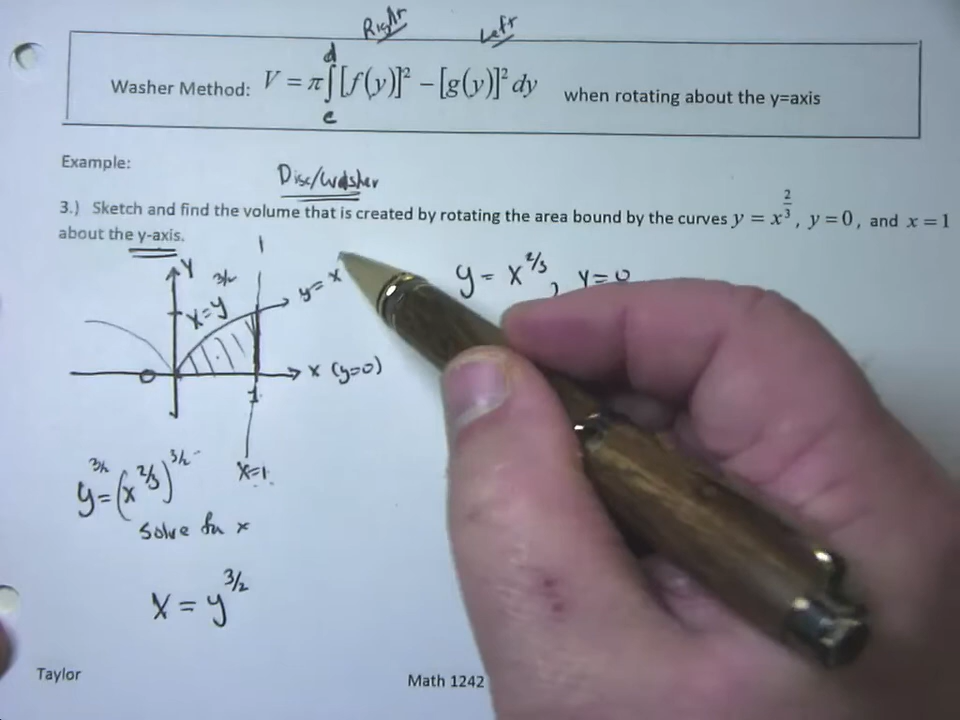 Right Left
d
Washer Method: V = π∫[f(y)]² − [g(y)]² dy when rotating about the y=axis
c
Example:
Disc/Washer
3.) Sketch and find the volume that is created by rotating the area bound by the curves y = x^{2/3}, y = 0, and x = 1
about the y-axis.
1
Y
x = y^{3/2}
y = x
y = x^{2/3}, y = 0
x (y=0)
1
x=1
y^{3/2} = (x^{2/3})^{3/2}
Solve for x
x = y^{3/2}
Taylor Math 1242